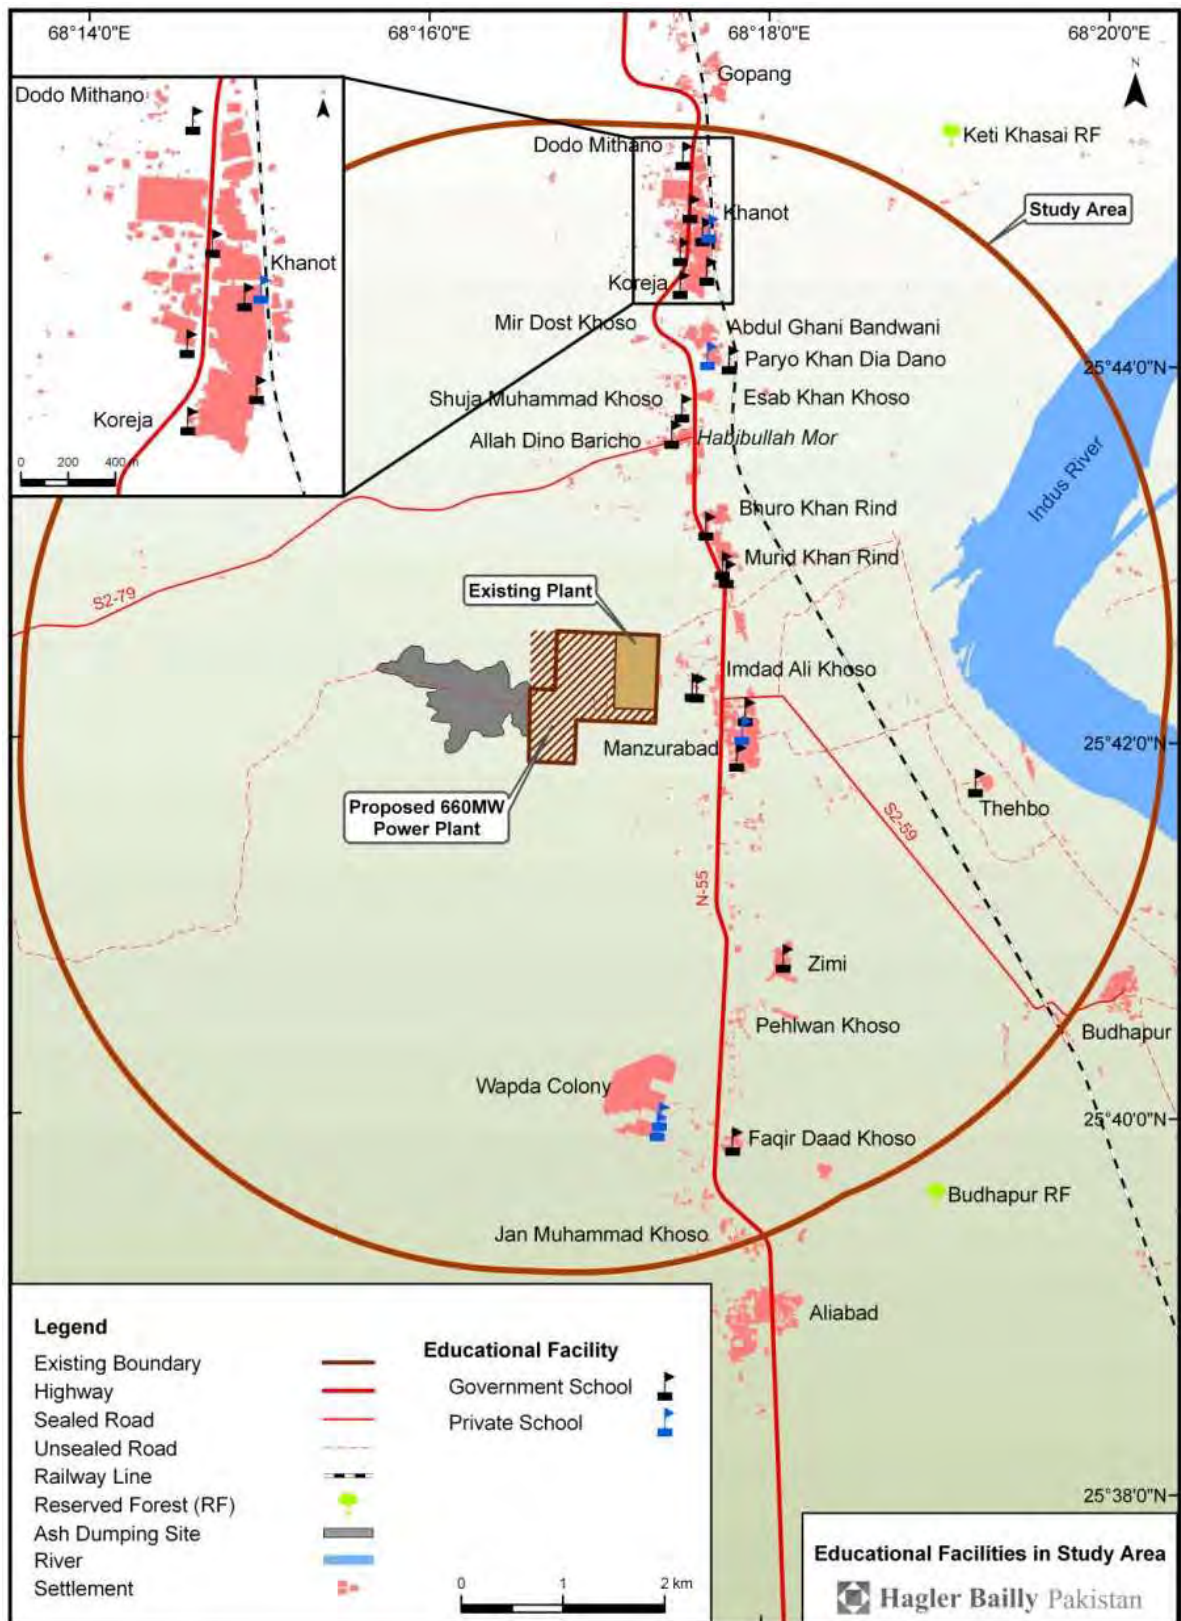 68°14'0"E
68°16'0"E
68°18'0"E
68°20'0"E
N
Gopang
Dodo Mithano
N
Khanot
Koreja
0 200 400 m
Dodo Mithano
Keti Khasai RF
Khanot
Study Area
Koreja
Mir Dost Khoso
Abdul Ghani Bandwani
Paryo Khan Dia Dano
25°44'0"N
Shuja Muhammad Khoso
Esab Khan Khoso
Allah Dino Baricho
Habibullah Mor
Indus River
Bhuro Khan Rind
Murid Khan Rind
S2-79
Existing Plant
Imdad Ali Khoso
Manzurabad
25°42'0"N
Proposed 660MW
Power Plant
Thehbo
S2-59
N-55
Zimi
Pehlwan Khoso
Budhapur
Wapda Colony
25°40'0"N
Faqir Daad Khoso
Budhapur RF
Jan Muhammad Khoso
Aliabad
25°38'0"N
Legend
Existing Boundary
Highway
Sealed Road
Unsealed Road
Railway Line
Reserved Forest (RF)
Ash Dumping Site
River
Settlement
Educational Facility
Government School
Private School
0 1 2 km
Educational Facilities in Study Area
Hagler Bailly Pakistan